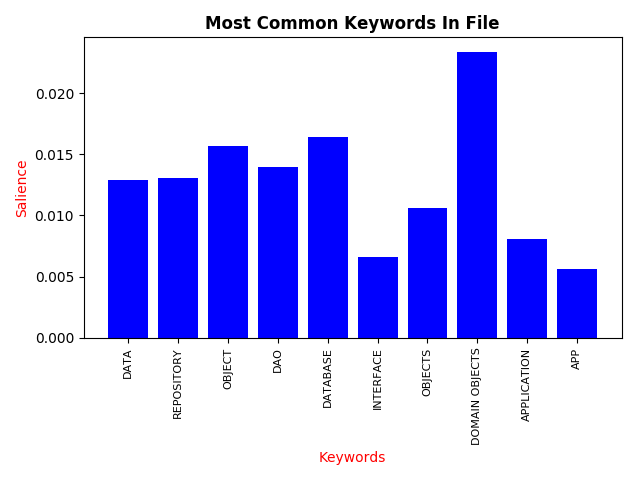 Most Common Keywords In File
Salience
0.020
0.015
0.010
0.005
0.000
DATA
REPOSITORY
OBJECT
DAO
DATABASE
INTERFACE
OBJECTS
DOMAIN OBJECTS
APPLICATION
APP
Keywords